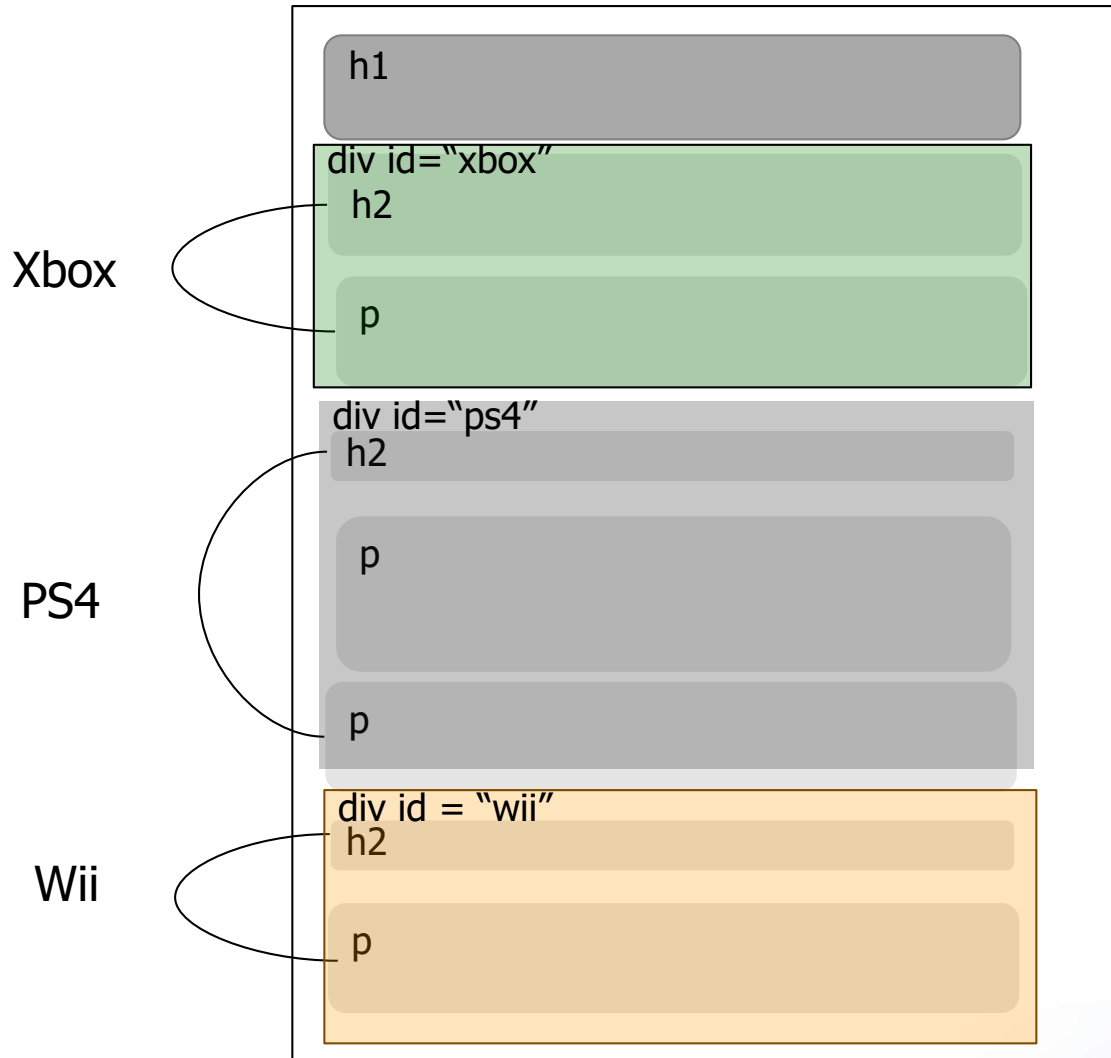 h1
div id=“xbox”
h2
Xbox
p
div id=“ps4”
h2
p
PS4
p
div id = “wii”
h2
Wii
p